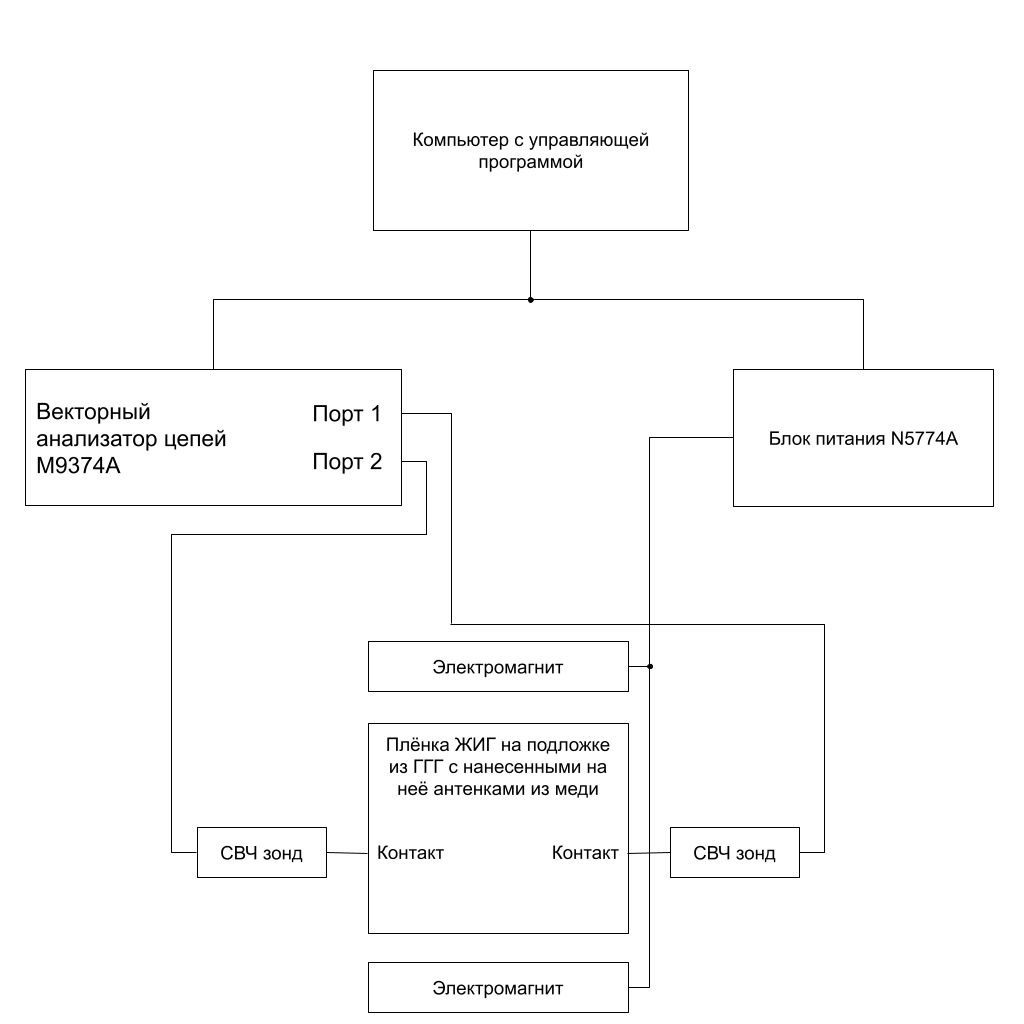 Компьютер с управляющей
программой
Векторный
анализатор цепей
M9374A
Порт 1
Порт 2
Блок питания N5774A
Электромагнит
Плёнка ЖИГ на подложке
из ГГГ с нанесенными на
неё антенками из меди
СВЧ зонд
Контакт
Контакт
СВЧ зонд
Электромагнит